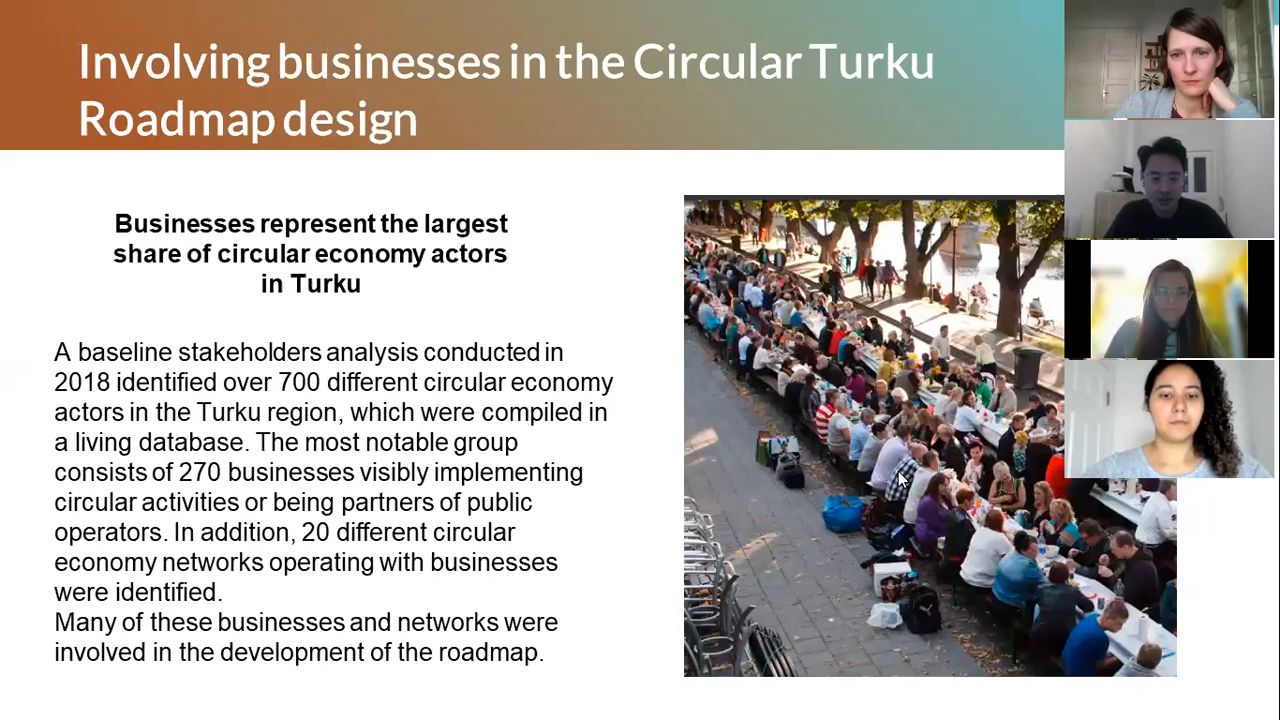 Involving businesses in the Circular Turku
Roadmap design
Businesses represent the largest
share of circular economy actors
in Turku
A baseline stakeholders analysis conducted in
2018 identified over 700 different circular economy
actors in the Turku region, which were compiled in
a living database. The most notable group
consists of 270 businesses visibly implementing
circular activities or being partners of public
operators. In addition, 20 different circular
economy networks operating with businesses
were identified.
Many of these businesses and networks were
involved in the development of the roadmap.